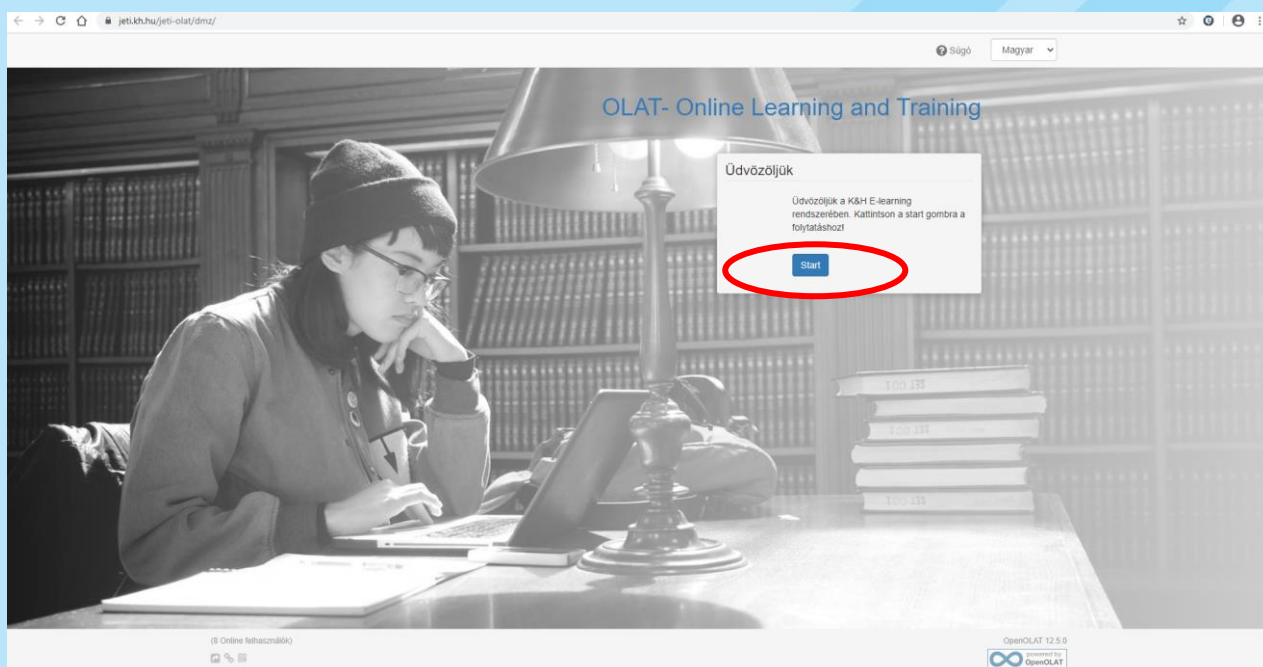 jeti.kh.hu/jeti-olat/dmz/
Súgó
Magyar
OLAT- Online Learning and Training
Üdvözöljük
Üdvözöljük a K&H E-learning
rendszerében. Kattintson a start gombra a
folytatáshoz!
Start
(8 Online felhasználók)
OpenOLAT 12.5.0
powered by
OpenOLAT